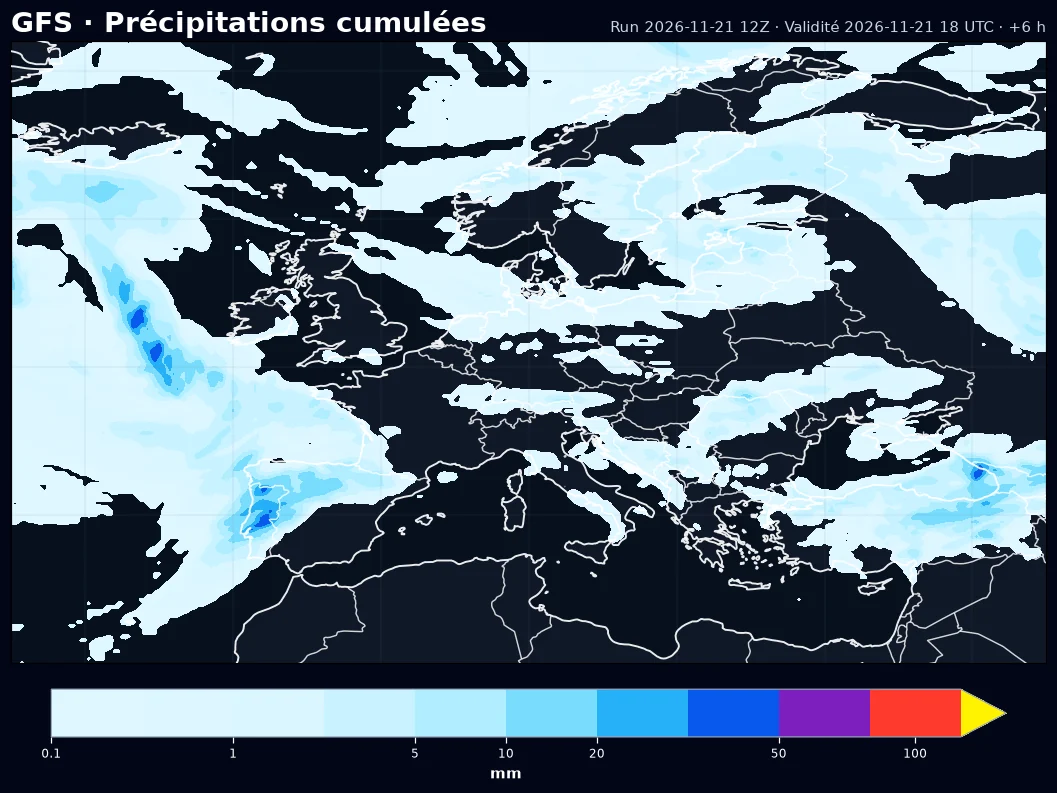 GFS · Précipitations cumulées
Run 2026-11-21 12Z · Validité 2026-11-21 18 UTC · +6 h
0.1 1 5 10 20 50 100
mm